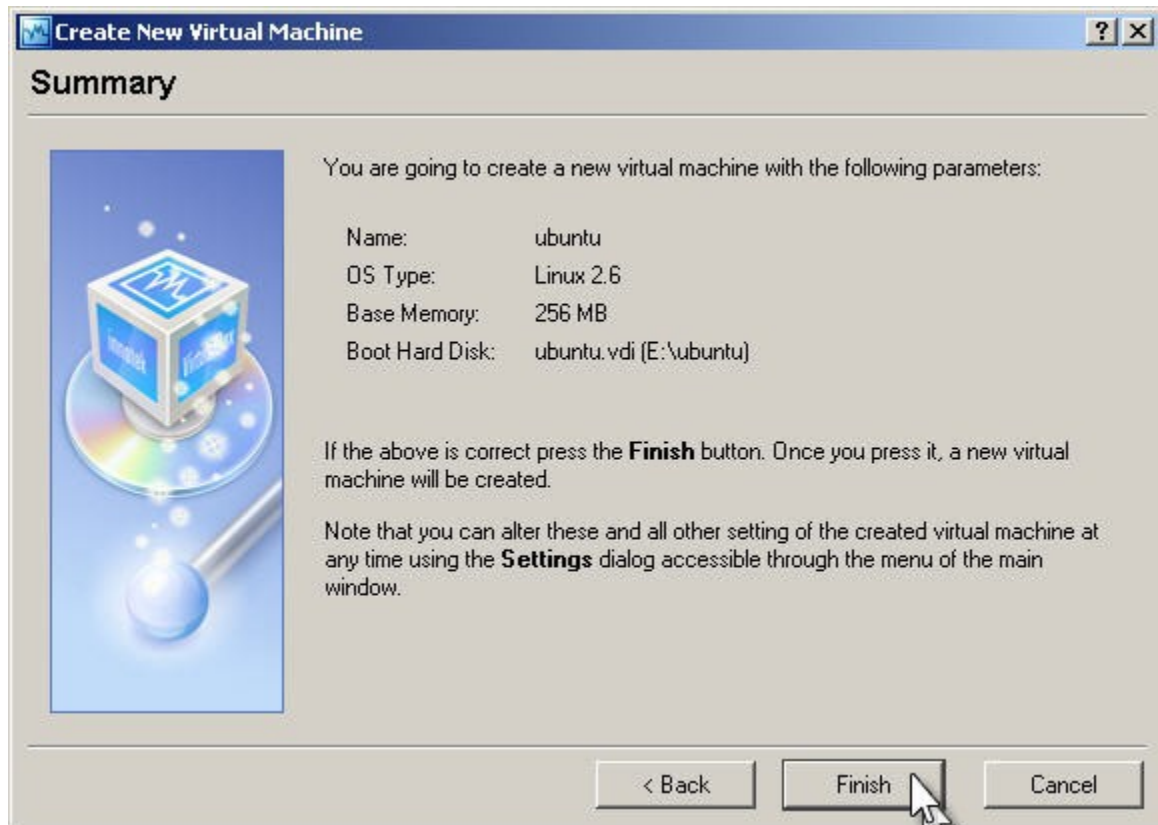 Create New Virtual Machine
Summary
You are going to create a new virtual machine with the following parameters:
Name: ubuntu
OS Type: Linux 2.6
Base Memory: 256 MB
Boot Hard Disk: ubuntu.vdi (E:\ubuntu)
If the above is correct press the Finish button. Once you press it, a new virtual
machine will be created.
Note that you can alter these and all other setting of the created virtual machine at
any time using the Settings dialog accessible through the menu of the main
window.
innotek
VirtualBox
< Back
Finish
Cancel